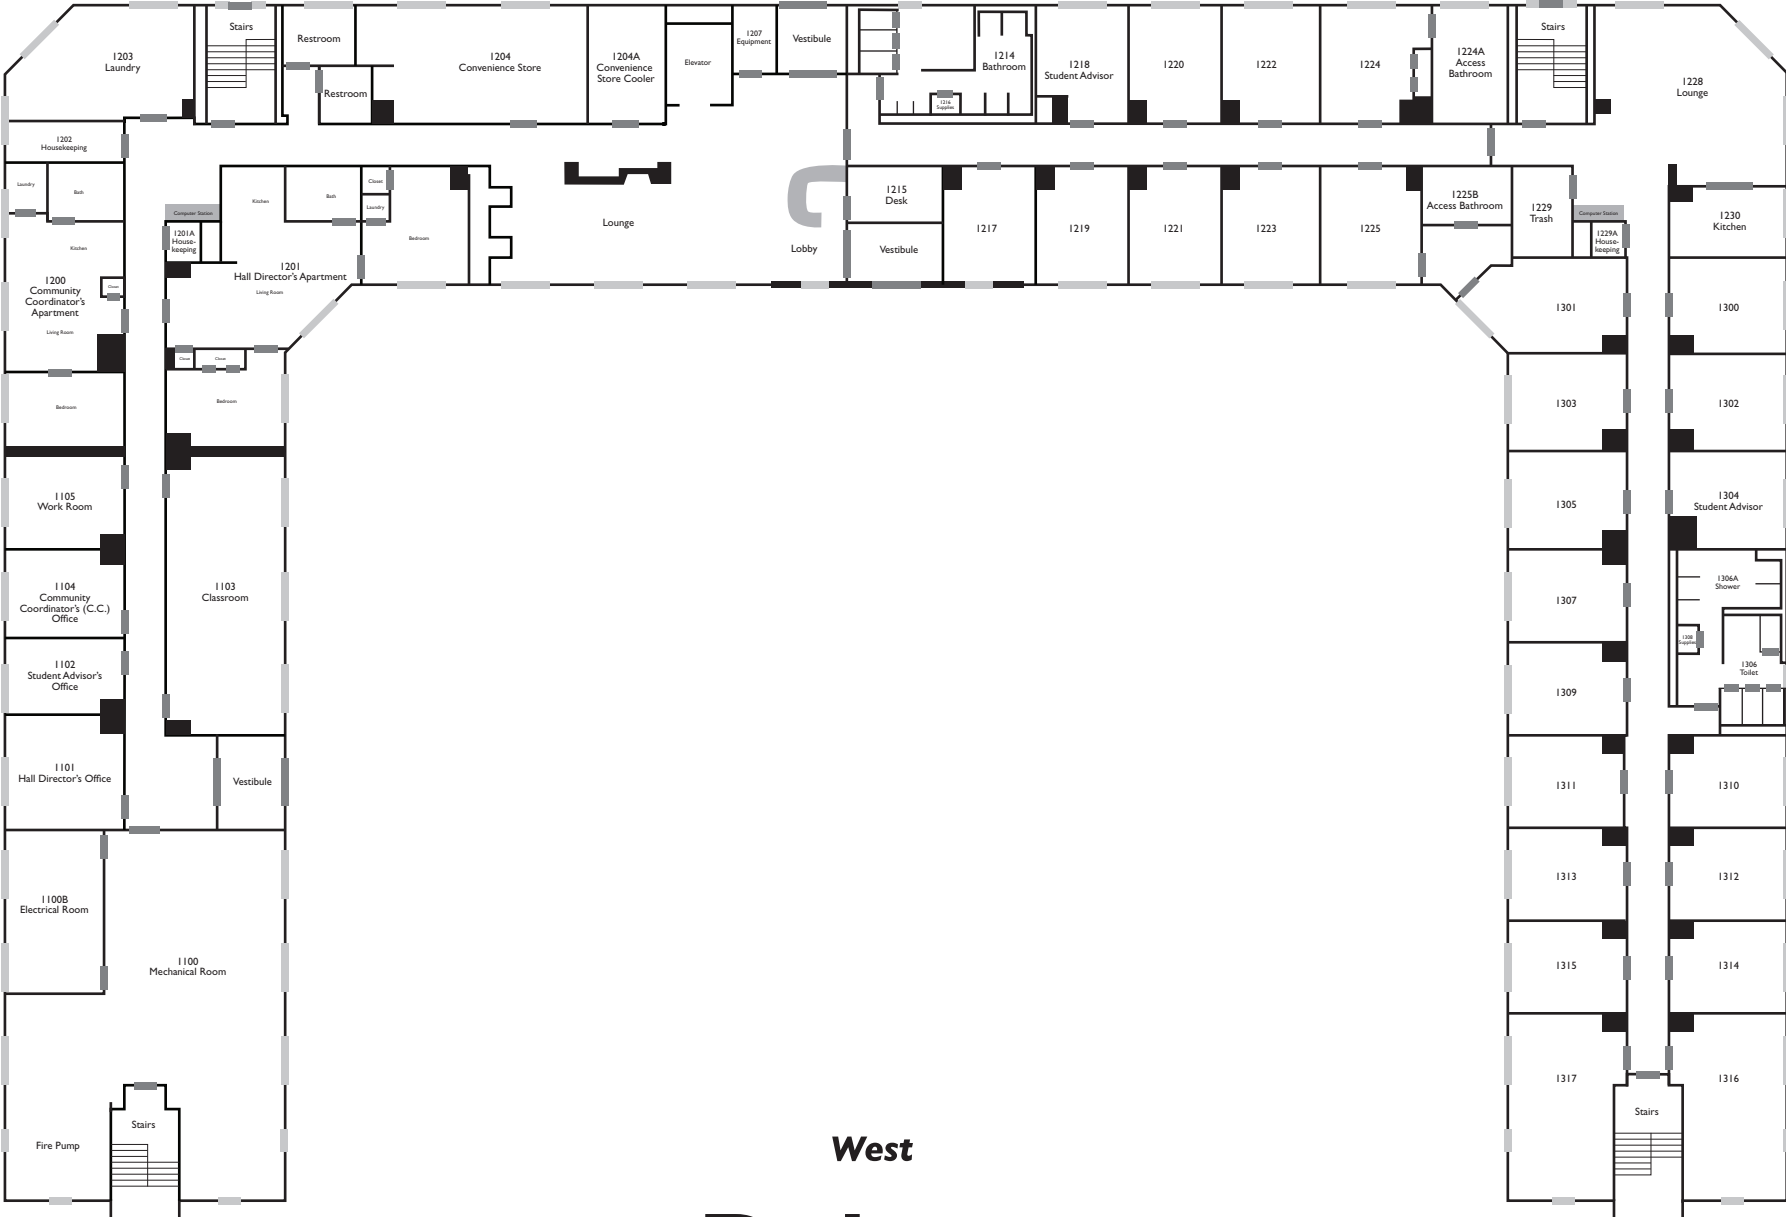 Stairs
Restroom
1203
Laundry
1204
Convenience Store
1204A
Convenience
Store Cooler
Elevator
1207
Equipment
Vestibule
Restroom
1214
Bathroom
1216
Supplies
1218
Student Advisor
1220
1222
1224
1224A
Access
Bathroom
Stairs
1228
Lounge
1202
Housekeeping
Laundry
Bath
Kitchen
1200
Community
Coordinator's
Apartment
Closet
Living Room
Bedroom
Computer Station
1201A
House-
keeping
Kitchen
Bath
Closet
Laundry
Bedroom
1201
Hall Director's Apartment
Living Room
Closet
Closet
Bedroom
Lounge
Lobby
1215
Desk
Vestibule
1217
1219
1221
1223
1225
1225B
Access Bathroom
1229
Trash
Computer Station
1229A
House-
keeping
1230
Kitchen
1301
1300
1303
1302
1305
1304
Student Advisor
1307
1306A
Shower
1308
Supplies
1306
Toilet
1309
1311
1310
1313
1312
1315
1314
1317
1316
Stairs
1105
Work Room
1104
Community
Coordinator's (C.C.)
Office
1103
Classroom
1102
Student Advisor's
Office
1101
Hall Director's Office
Vestibule
1100B
Electrical Room
1100
Mechanical Room
Fire Pump
Stairs
West